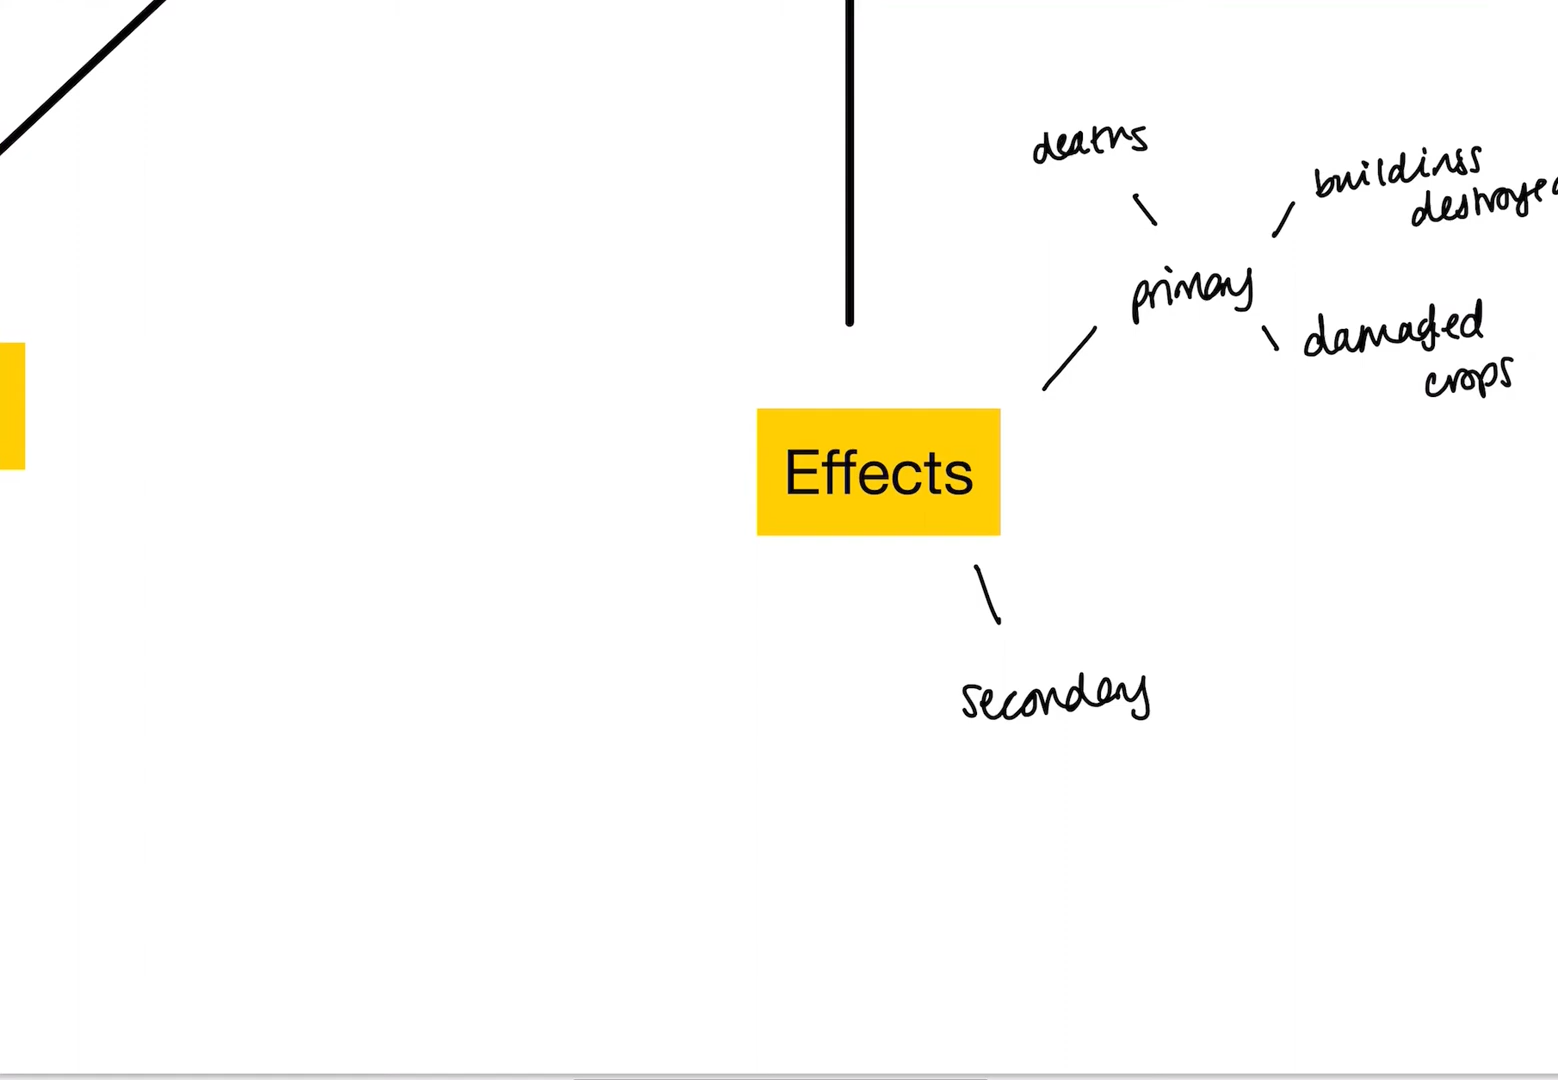 deaths
buildings
destroyed
primary
damaged
crops
Effects
secondary